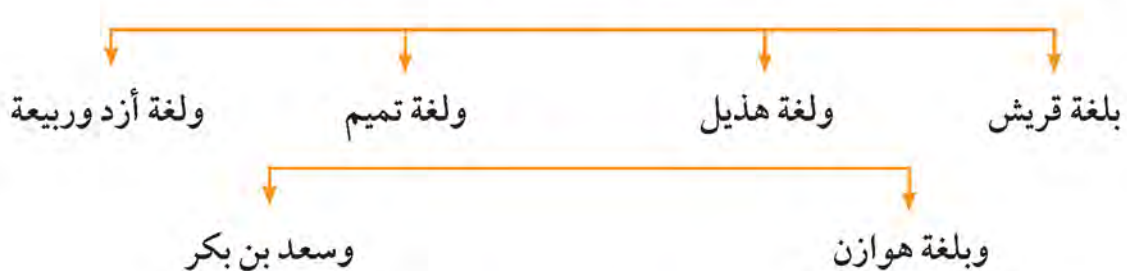 بلغة قريش ولغة هذيل ولغة تميم ولغة أزد وربيعة
وبلغة هوازن وسعد بن بكر